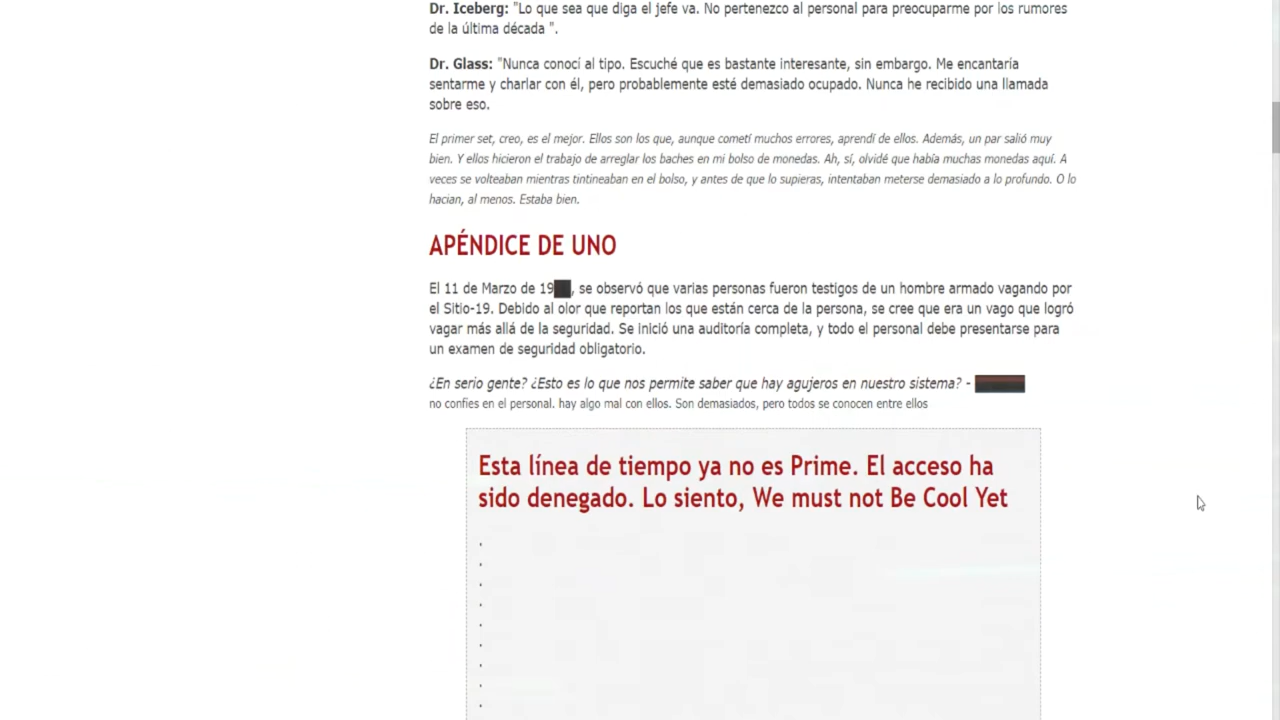 Dr. Iceberg: "Lo que sea que diga el jefe va. No pertenezco al personal para preocuparme por los rumores
de la última década ".
Dr. Glass: "Nunca conocí al tipo. Escuché que es bastante interesante, sin embargo. Me encantaría
sentarme y charlar con él, pero probablemente esté demasiado ocupado. Nunca he recibido una llamada
sobre eso.
El primer set, creo, es el mejor. Ellos son los que, aunque cometí muchos errores, aprendí de ellos. Además, un par salió muy
bien. Y ellos hicieron el trabajo de arreglar los baches en mi bolso de monedas. Ah, sí, olvidé que había muchas monedas aquí. A
veces se volteaban mientras tintineaban en el bolso, y antes de que lo supieras, intentaban meterse demasiado a lo profundo. O lo
hacian, al menos. Estaba bien.
APÉNDICE DE UNO
El 11 de Marzo de 19██, se observó que varias personas fueron testigos de un hombre armado vagando por
el Sitio-19. Debido al olor que reportan los que están cerca de la persona, se cree que era un vago que logró
vagar más allá de la seguridad. Se inició una auditoría completa, y todo el personal debe presentarse para
un examen de seguridad obligatorio.
¿En serio gente? ¿Esto es lo que nos permite saber que hay agujeros en nuestro sistema? - ██████
no confíes en el personal. hay algo mal con ellos. Son demasiados, pero todos se conocen entre ellos
Esta línea de tiempo ya no es Prime. El acceso ha
sido denegado. Lo siento, We must not Be Cool Yet
.
.
.
.
.
.
.
.
.